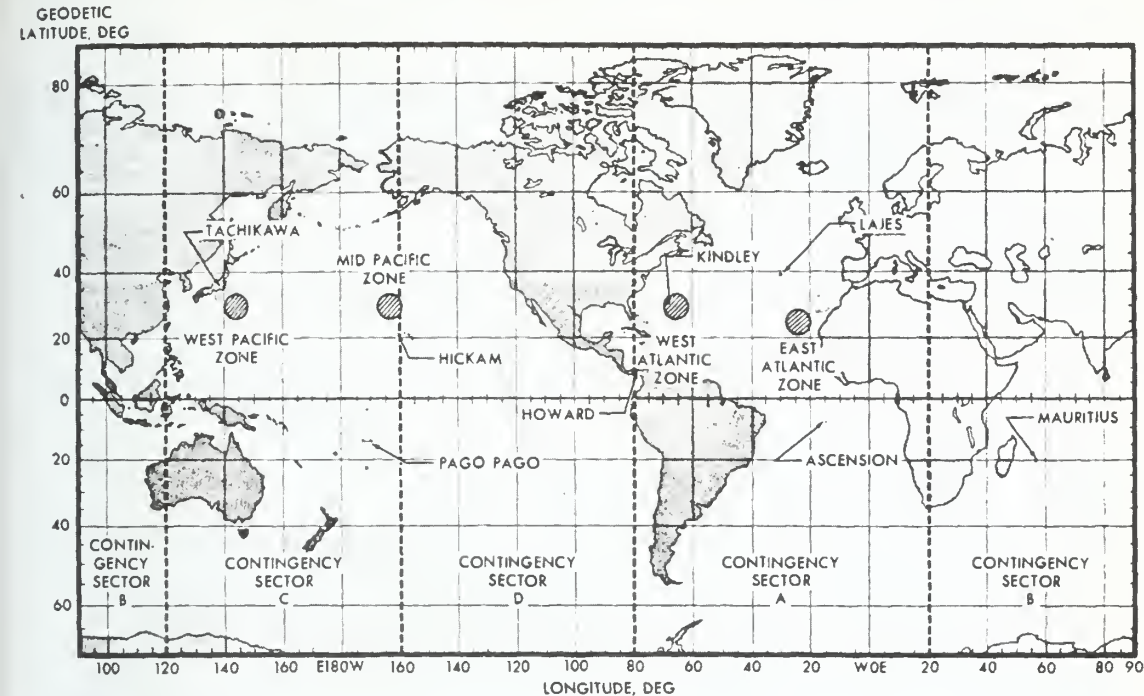 GEODETIC
LATITUDE, DEG
80
60
40
20
0
20
40
60
TACHIKAWA
MID PACIFIC
ZONE
LAJES
KINDLEY
WEST PACIFIC
ZONE
HICKAM
WEST
ATLANTIC
ZONE
EAST
ATLANTIC
ZONE
HOWARD
MAURITIUS
PAGO PAGO
ASCENSION
CONTIN-
GENCY
SECTOR
B
CONTINGENCY
SECTOR
C
CONTINGENCY
SECTOR
D
CONTINGENCY
SECTOR
A
CONTINGENCY
SECTOR
B
100 120 140 160 E180W 160 140 120 100 80 60 40 20 W0E 20 40 60 80 90
LONGITUDE, DEG